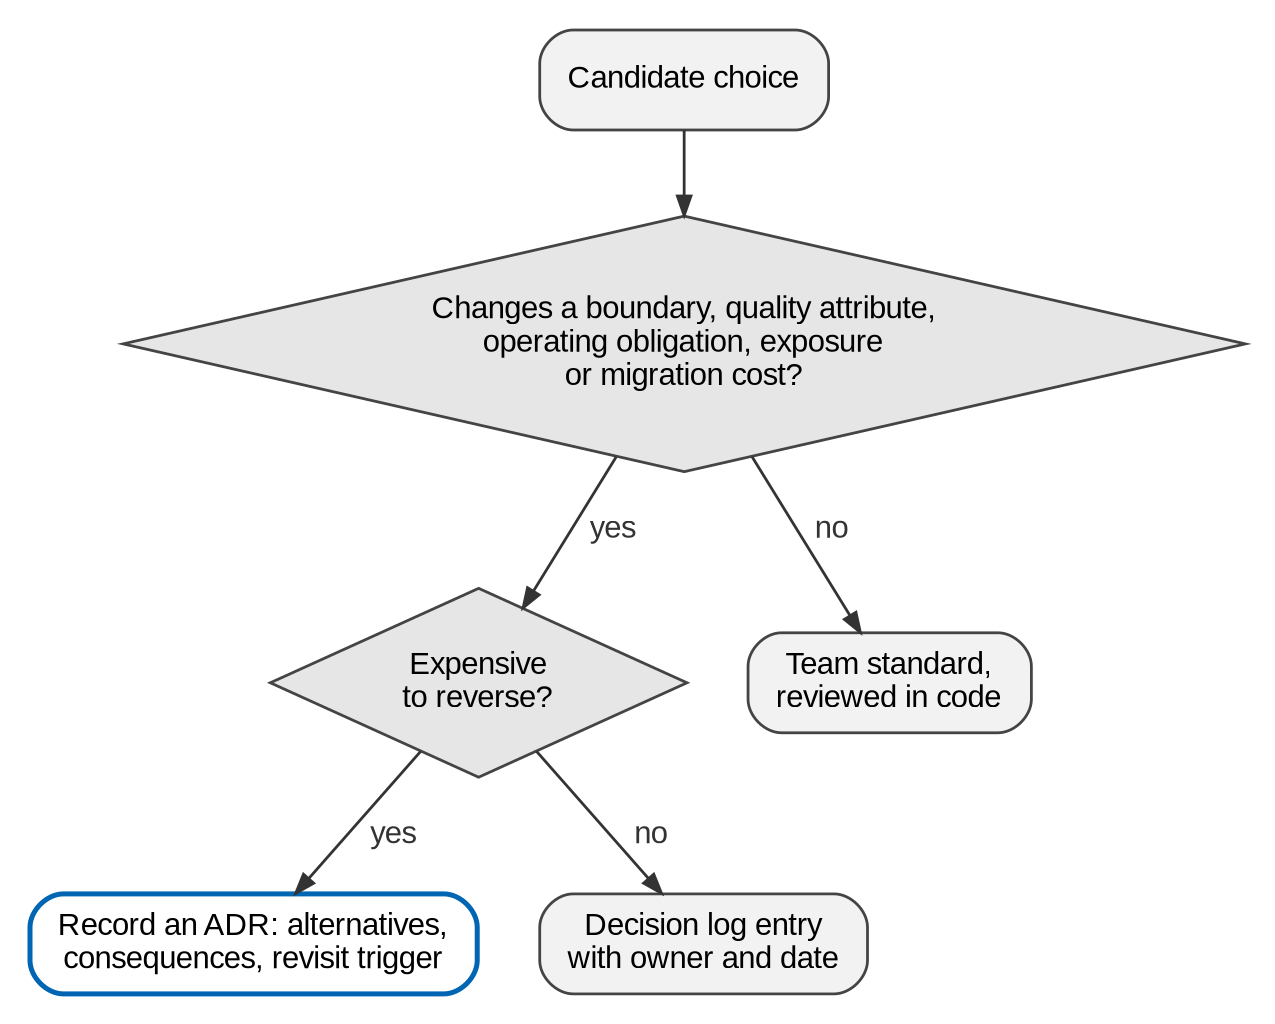 Candidate choice
Changes a boundary, quality attribute,
operating obligation, exposure
or migration cost?
yes
no
Expensive
to reverse?
Team standard,
reviewed in code
yes
no
Record an ADR: alternatives,
consequences, revisit trigger
Decision log entry
with owner and date